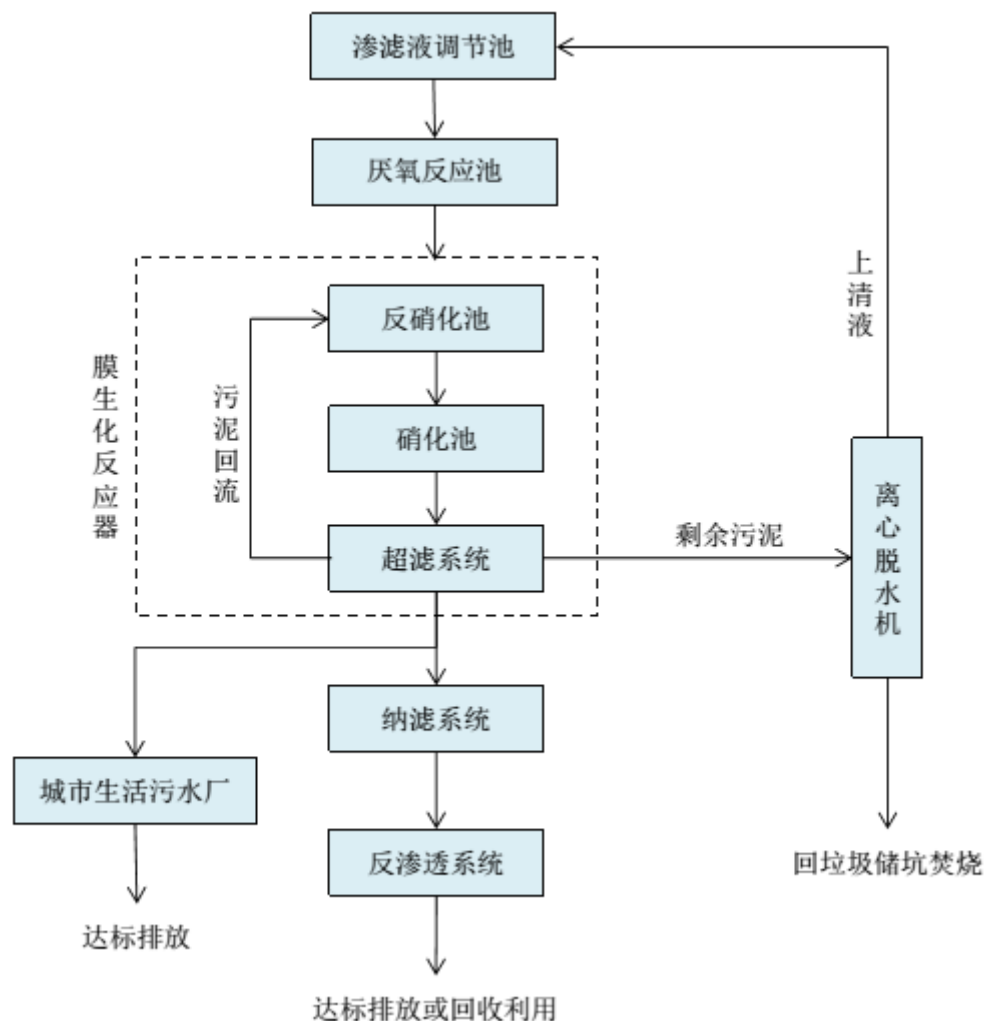 渗滤液调节池
厌氧反应池
上清液
反硝化池
膜生化反应器
污泥回流
硝化池
离心脱水机
剩余污泥
超滤系统
纳滤系统
城市生活污水厂
反渗透系统
回垃圾储坑焚烧
达标排放
达标排放或回收利用